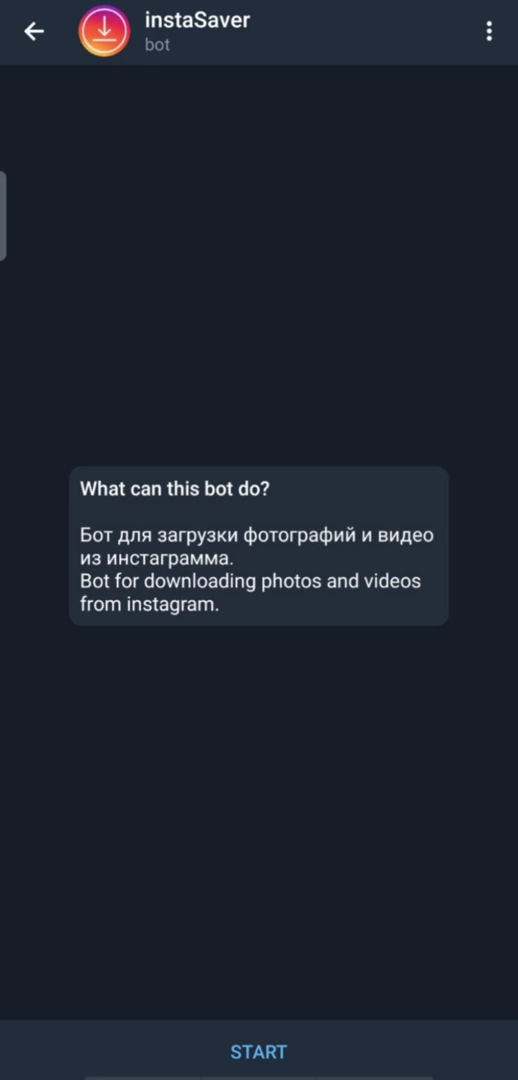 instaSaver
bot
What can this bot do?
Бот для загрузки фотографий и видео
из инстаграмма.
Bot for downloading photos and videos
from instagram.
START